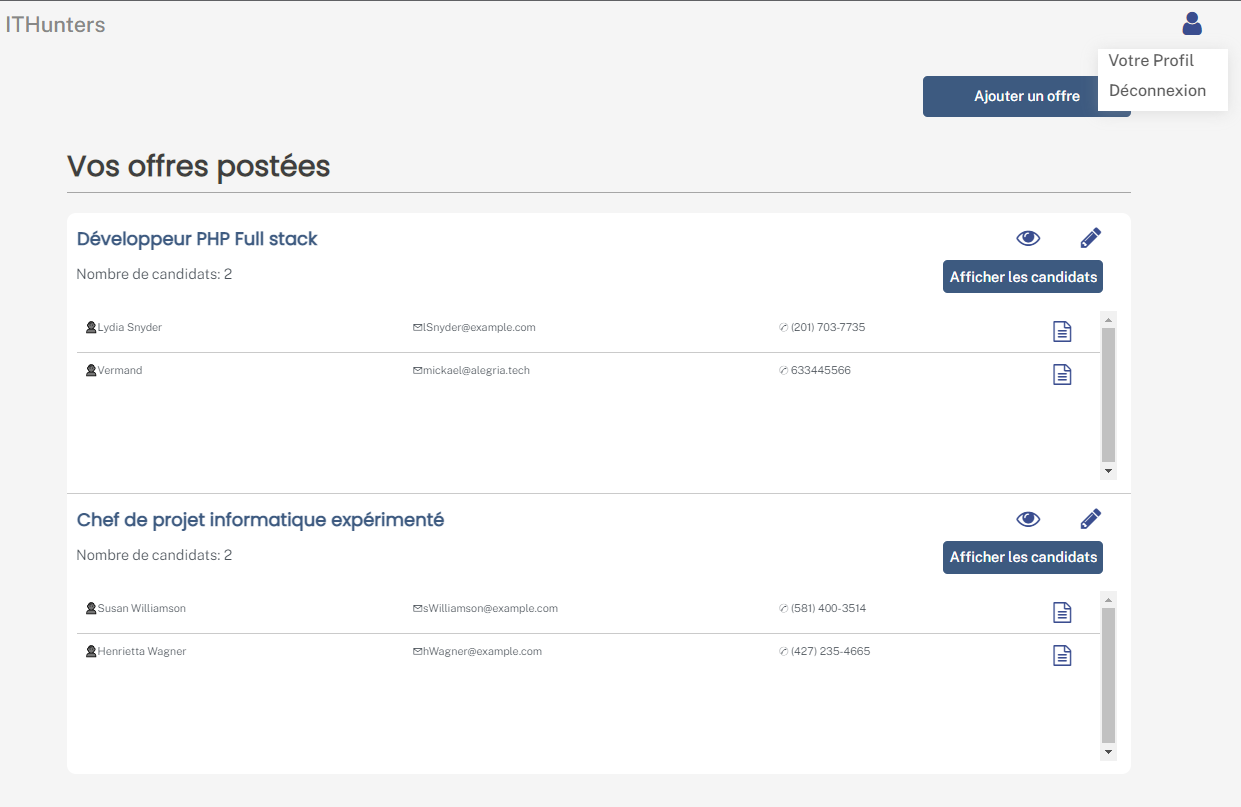 ITHunters
Votre Profil
Déconnexion
Ajouter un offre
Vos offres postées
Développeur PHP Full stack
Nombre de candidats: 2
Afficher les candidats
Lydia Snyder lSnyder@example.com (201) 703-7735
Vermand mickael@alegria.tech 633445566
Chef de projet informatique expérimenté
Nombre de candidats: 2
Afficher les candidats
Susan Williamson sWilliamson@example.com (581) 400-3514
Henrietta Wagner hWagner@example.com (427) 235-4665